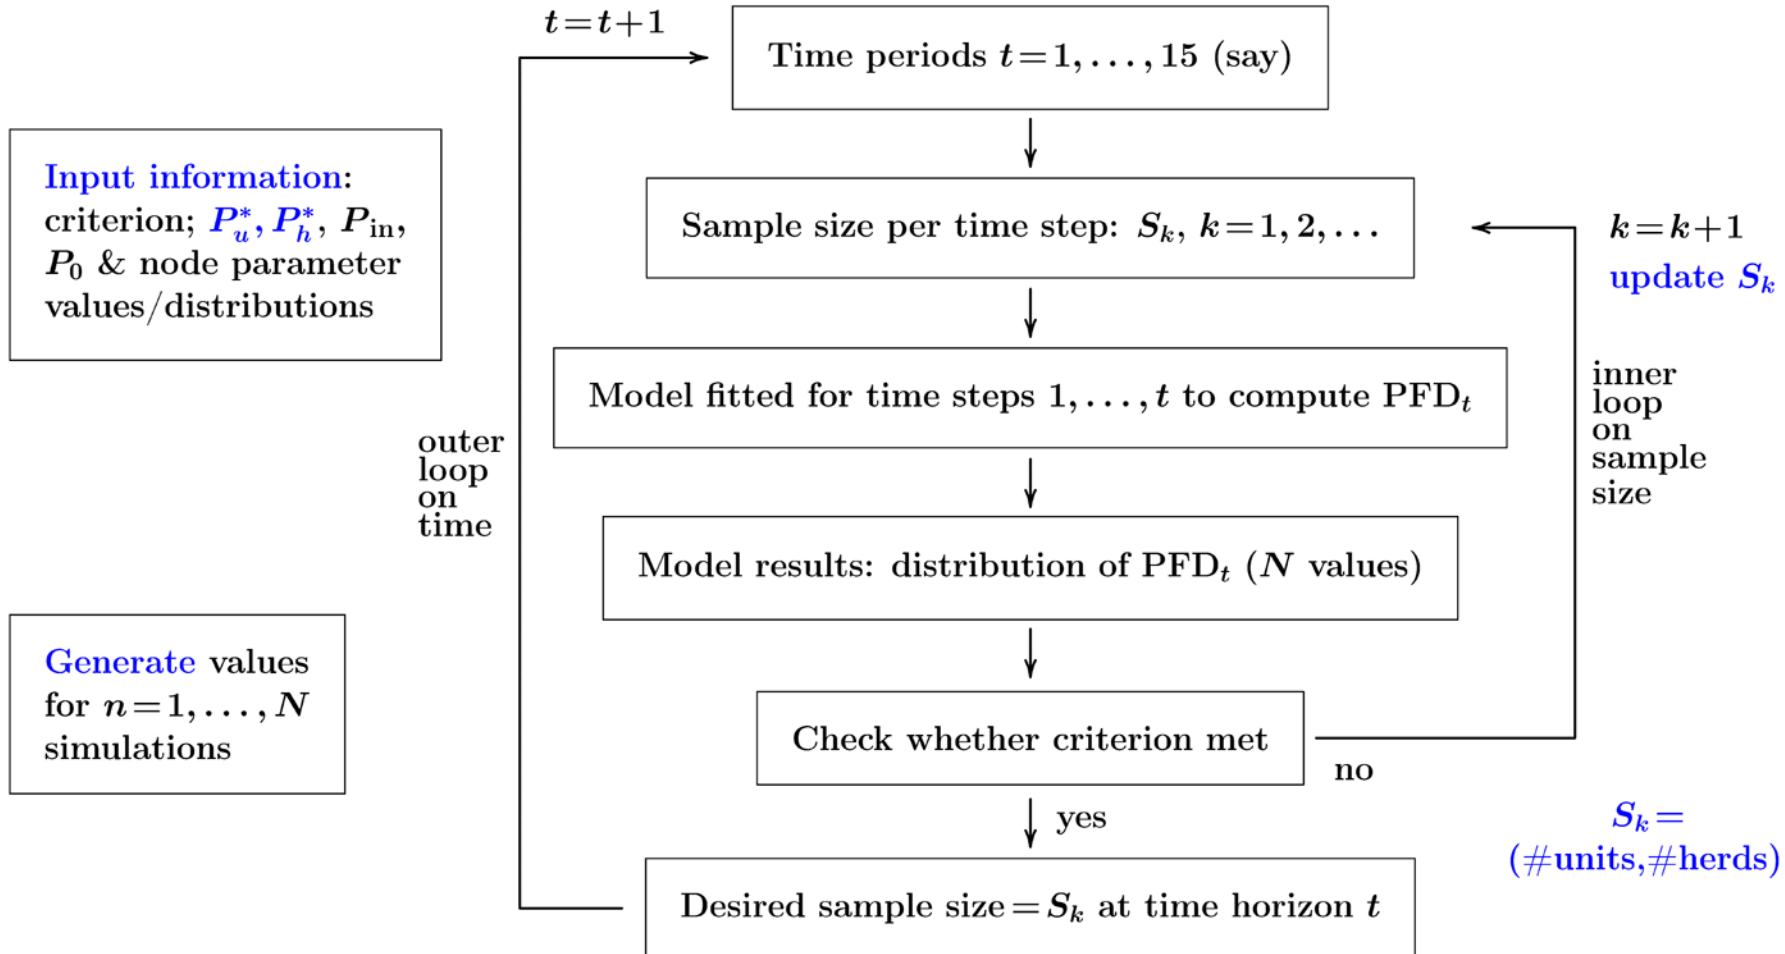 t=t+1
Time periods t=1,...,15 (say)
Input information:
criterion; P*u, P*h, Pin,
P0 & node parameter
values/distributions
Sample size per time step: Sk, k=1,2,...
k=k+1
update Sk
Model fitted for time steps 1,...,t to compute PFDt
inner
loop
on
sample
size
outer
loop
on
time
Model results: distribution of PFDt (N values)
Generate values
for n=1,...,N
simulations
Check whether criterion met
no
yes
Sk=
(#units,#herds)
Desired sample size=Sk at time horizon t